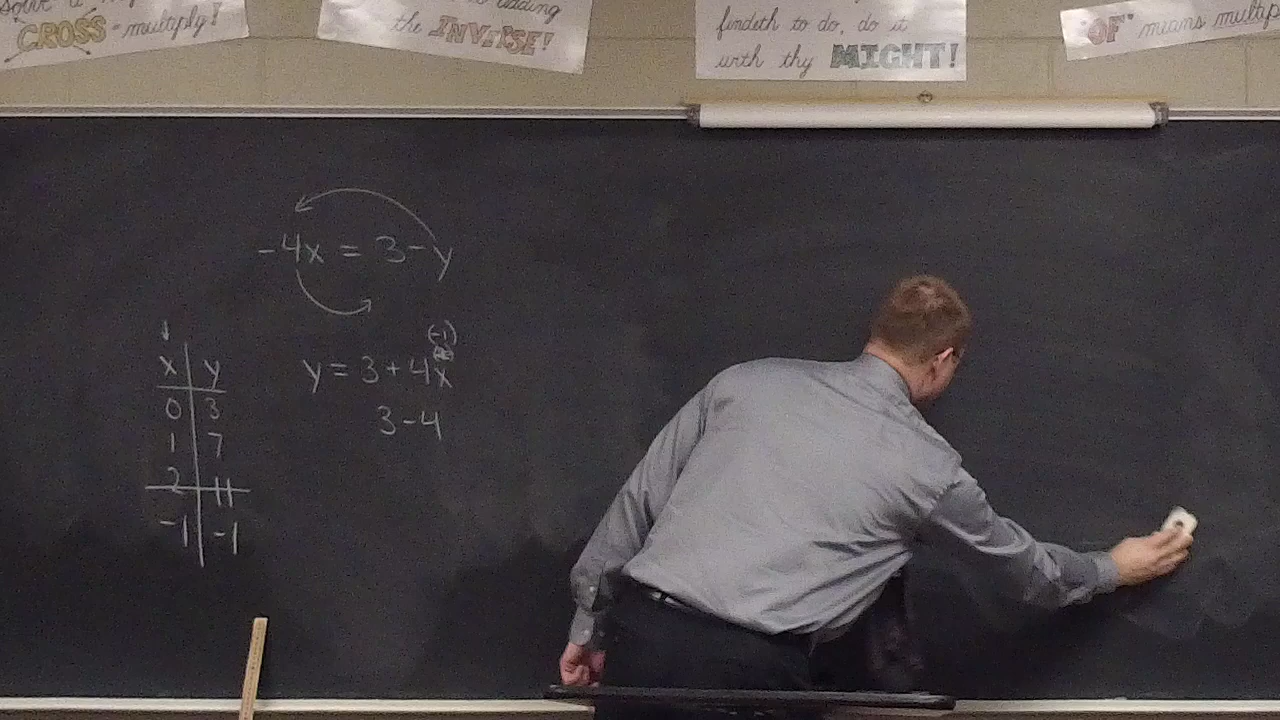 CROSS-multiply!
adding
the INVERSE!
findeth to do, do it
with thy MIGHT!
"OF" means
-4x = 3-y
(-1)
y = 3 + 4x
3-4
x y
0 3
1 7
2 11
-1 -1